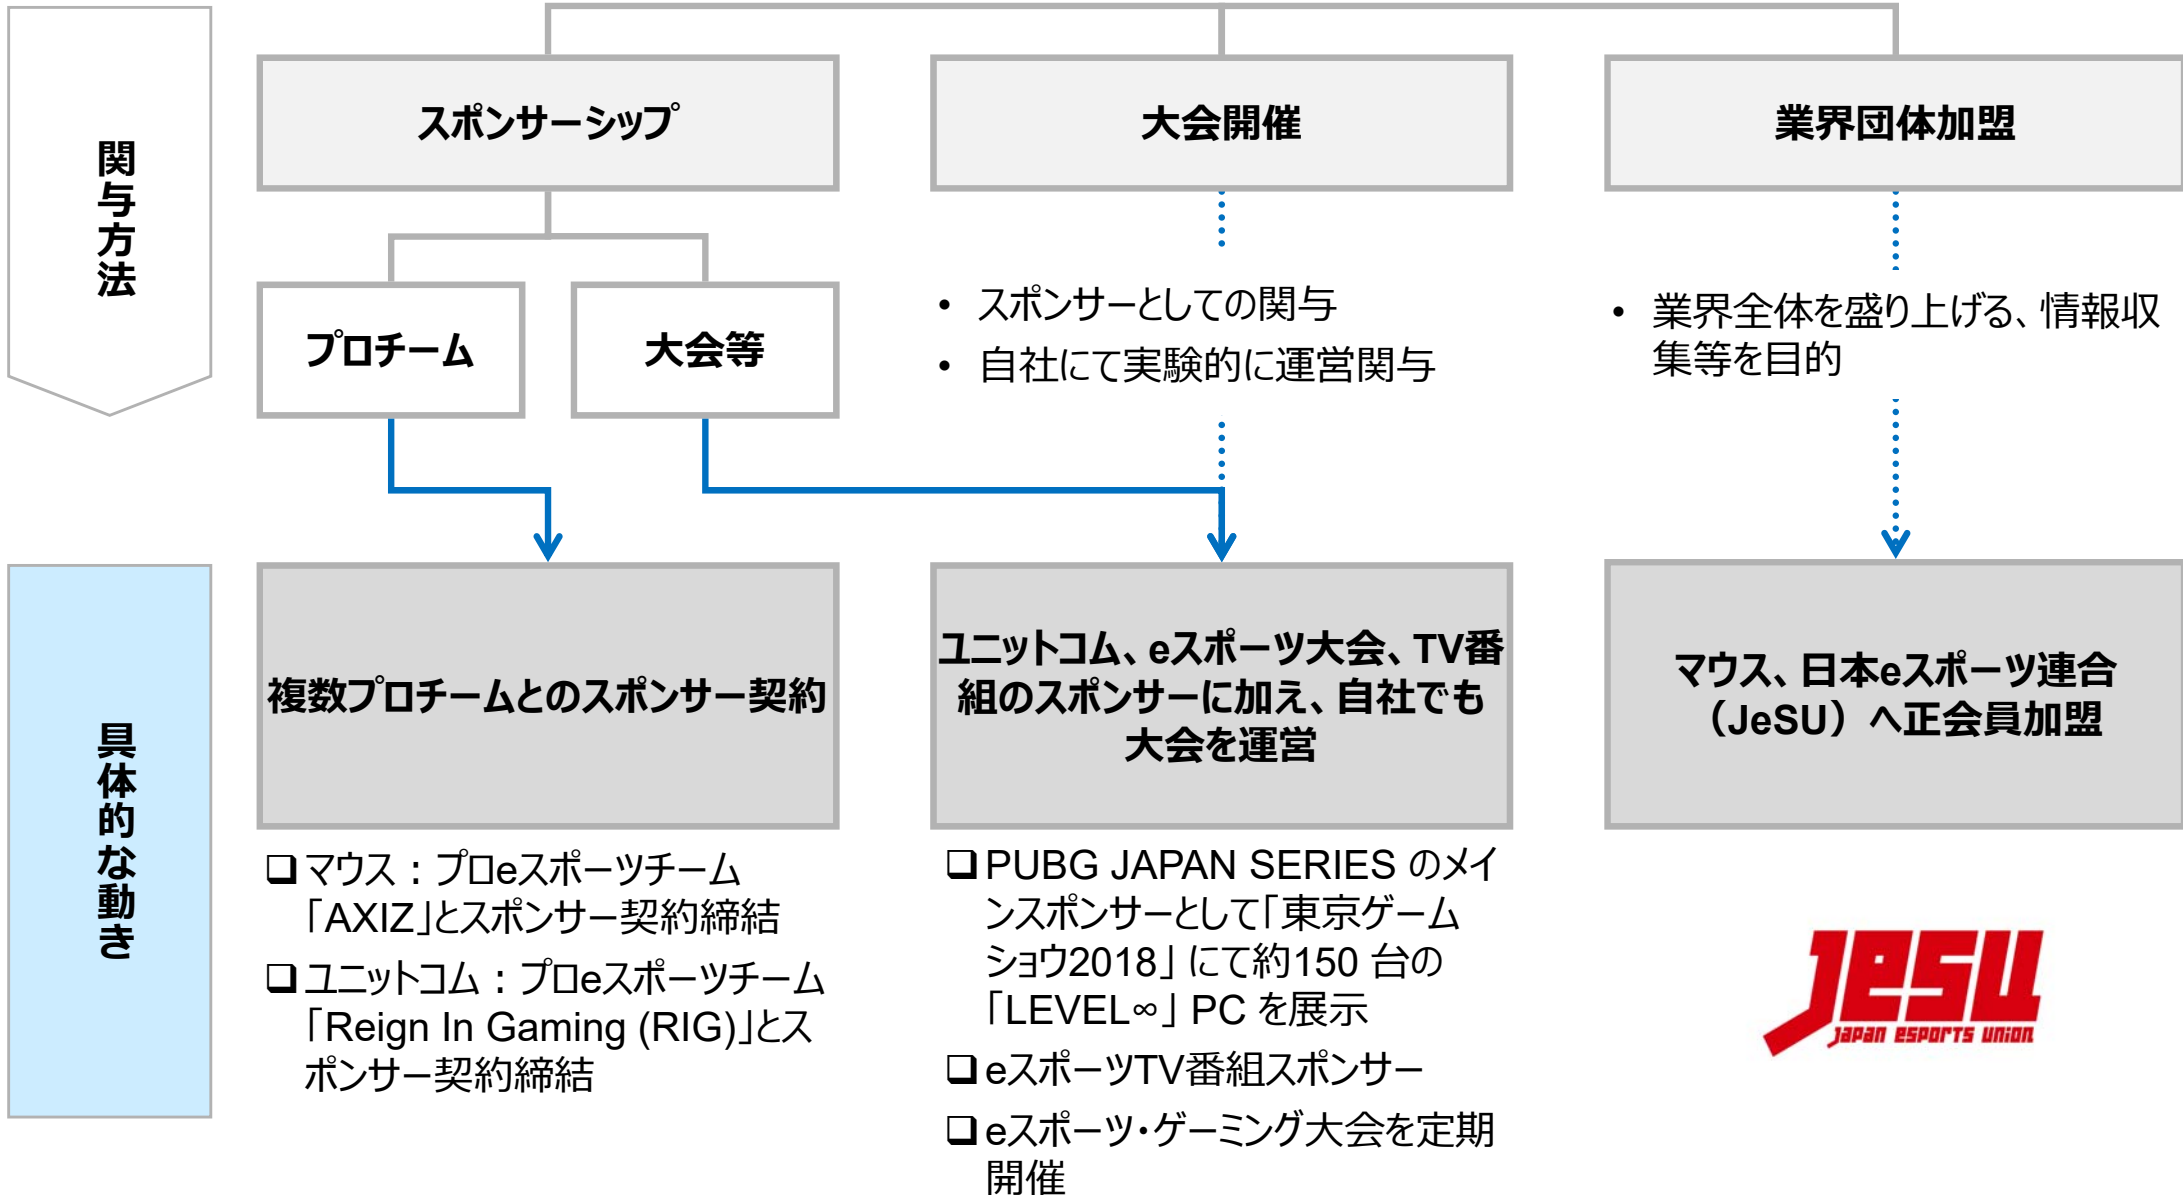 関与方法
スポンサーシップ
大会開催
業界団体加盟
プロチーム
大会等
• スポンサーとしての関与
• 自社にて実験的に運営関与
• 業界全体を盛り上げる、情報収
集等を目的
具体的な動き
複数プロチームとのスポンサー契約
ユニットコム、eスポーツ大会、TV番
組のスポンサーに加え、自社でも
大会を運営
マウス、日本eスポーツ連合
（JeSU）へ正会員加盟
❑ マウス：プロeスポーツチーム
「AXIZ」とスポンサー契約締結
❑ ユニットコム：プロeスポーツチーム
「Reign In Gaming (RIG)」とス
ポンサー契約締結
❑ PUBG JAPAN SERIES のメイ
ンスポンサーとして「東京ゲーム
ショウ2018」 にて約150 台の
「LEVEL∞」 PC を展示
❑ eスポーツTV番組スポンサー
❑ eスポーツ・ゲーミング大会を定期
開催
JeSU
Japan esports union